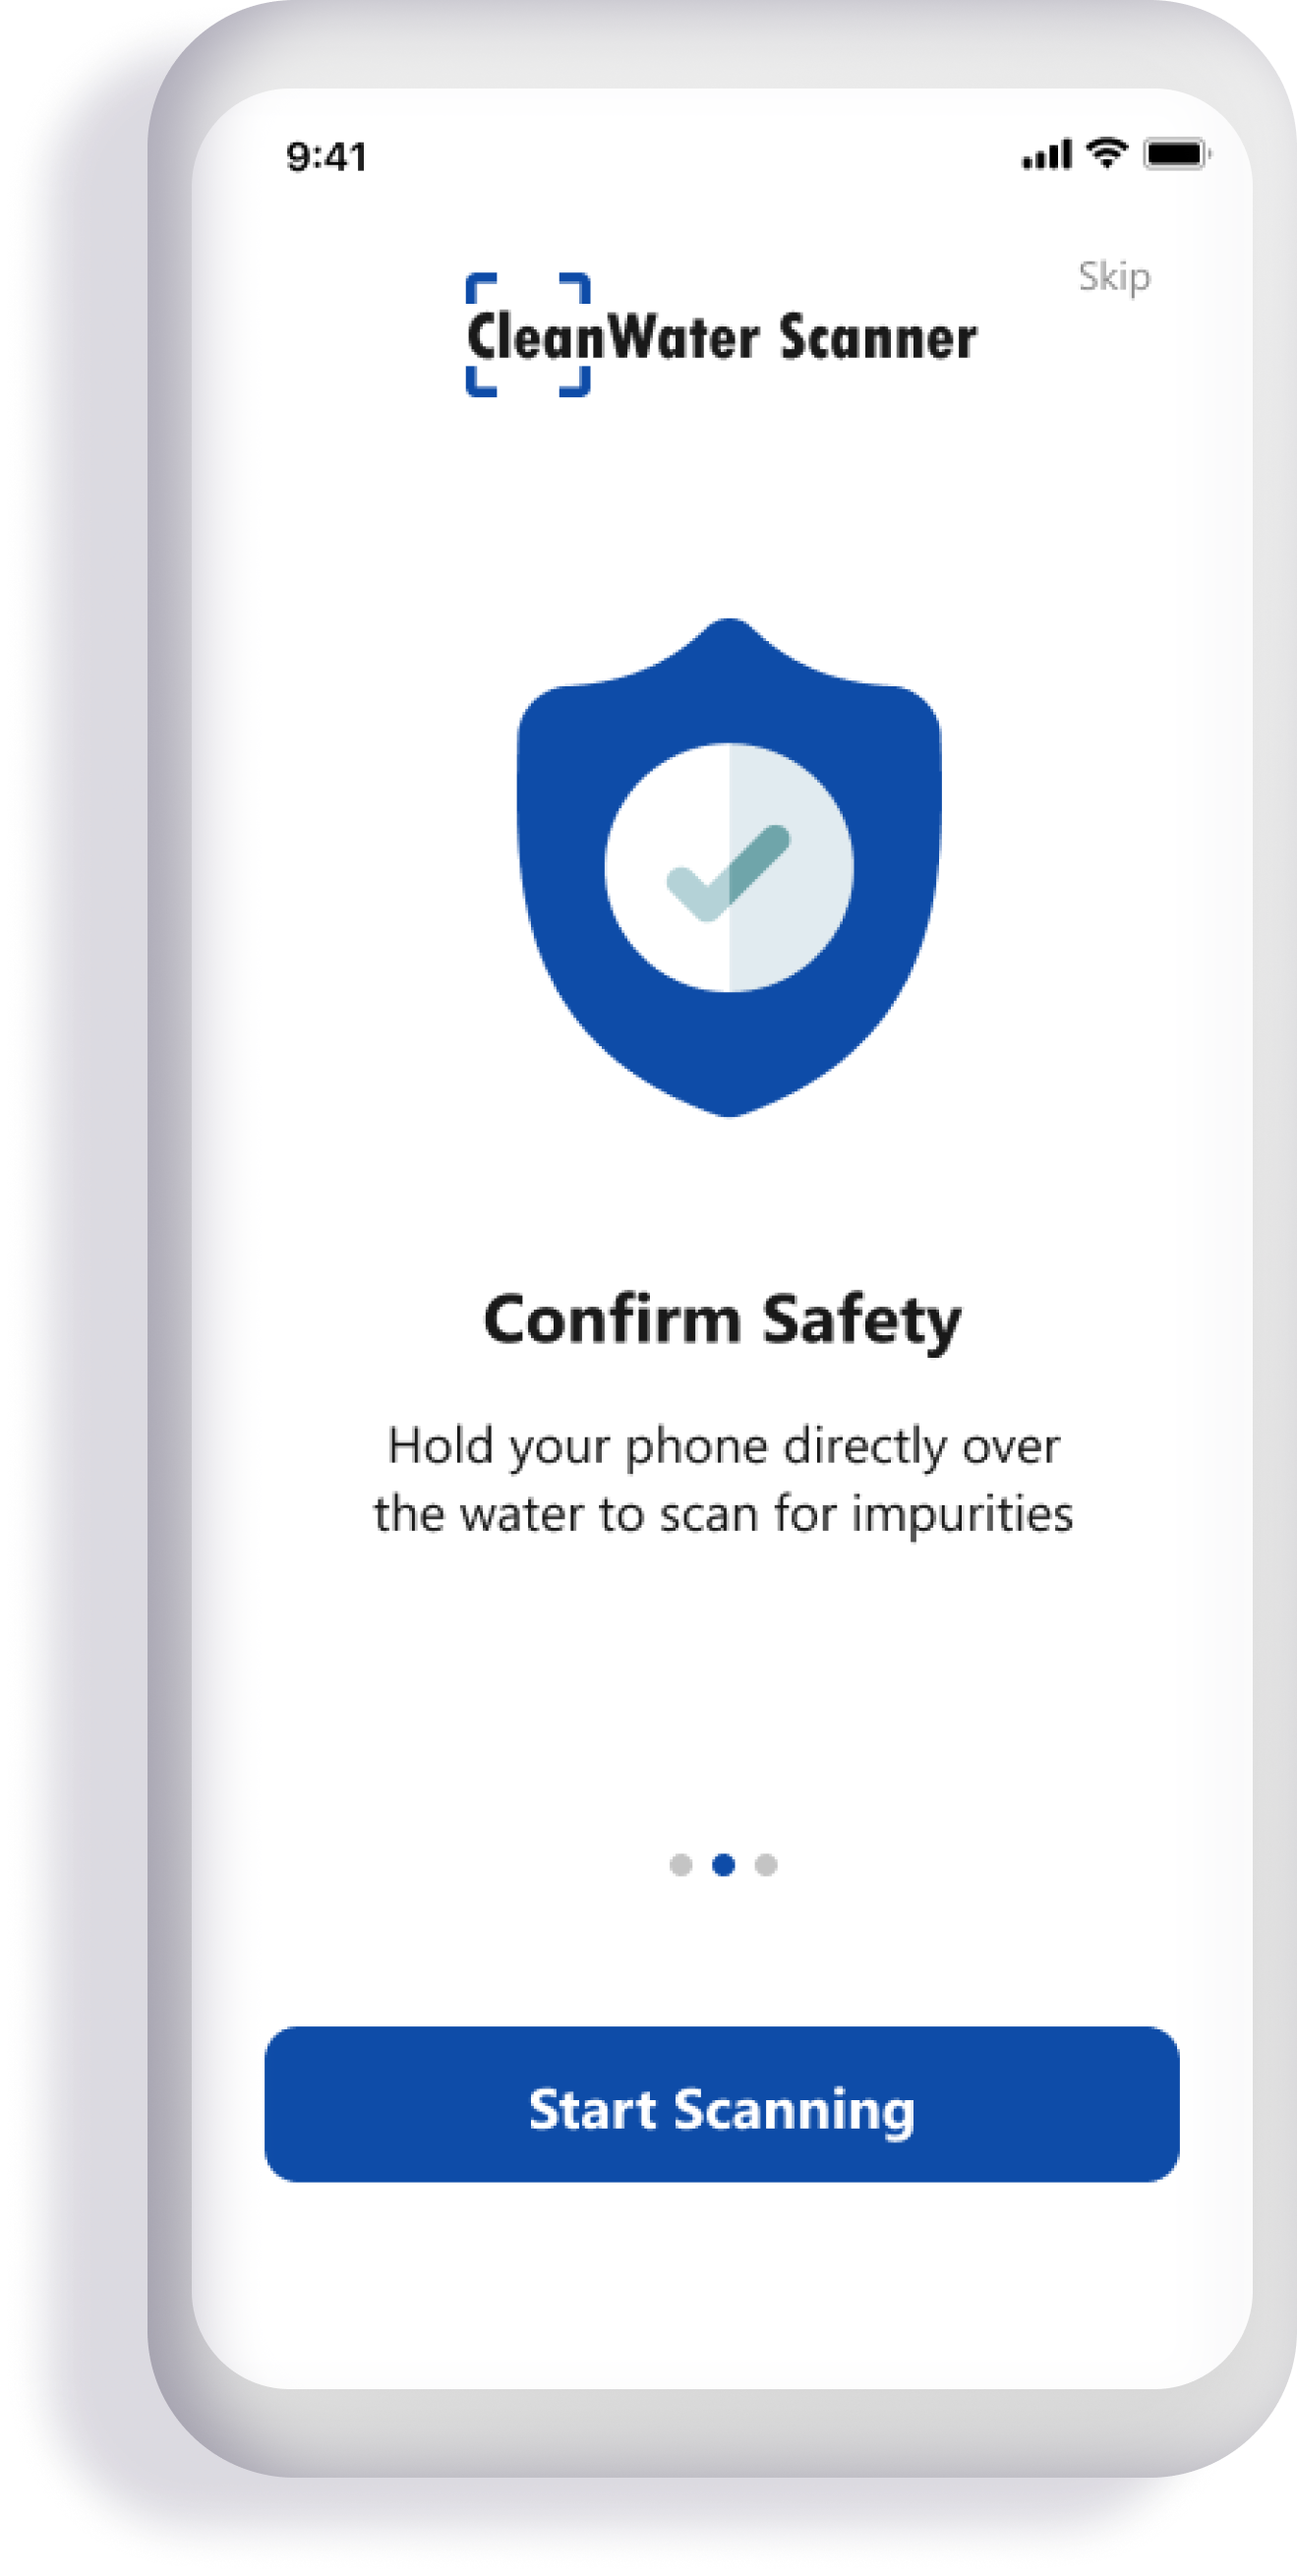 9:41
Skip
CleanWater Scanner
Confirm Safety
Hold your phone directly over
the water to scan for impurities
Start Scanning